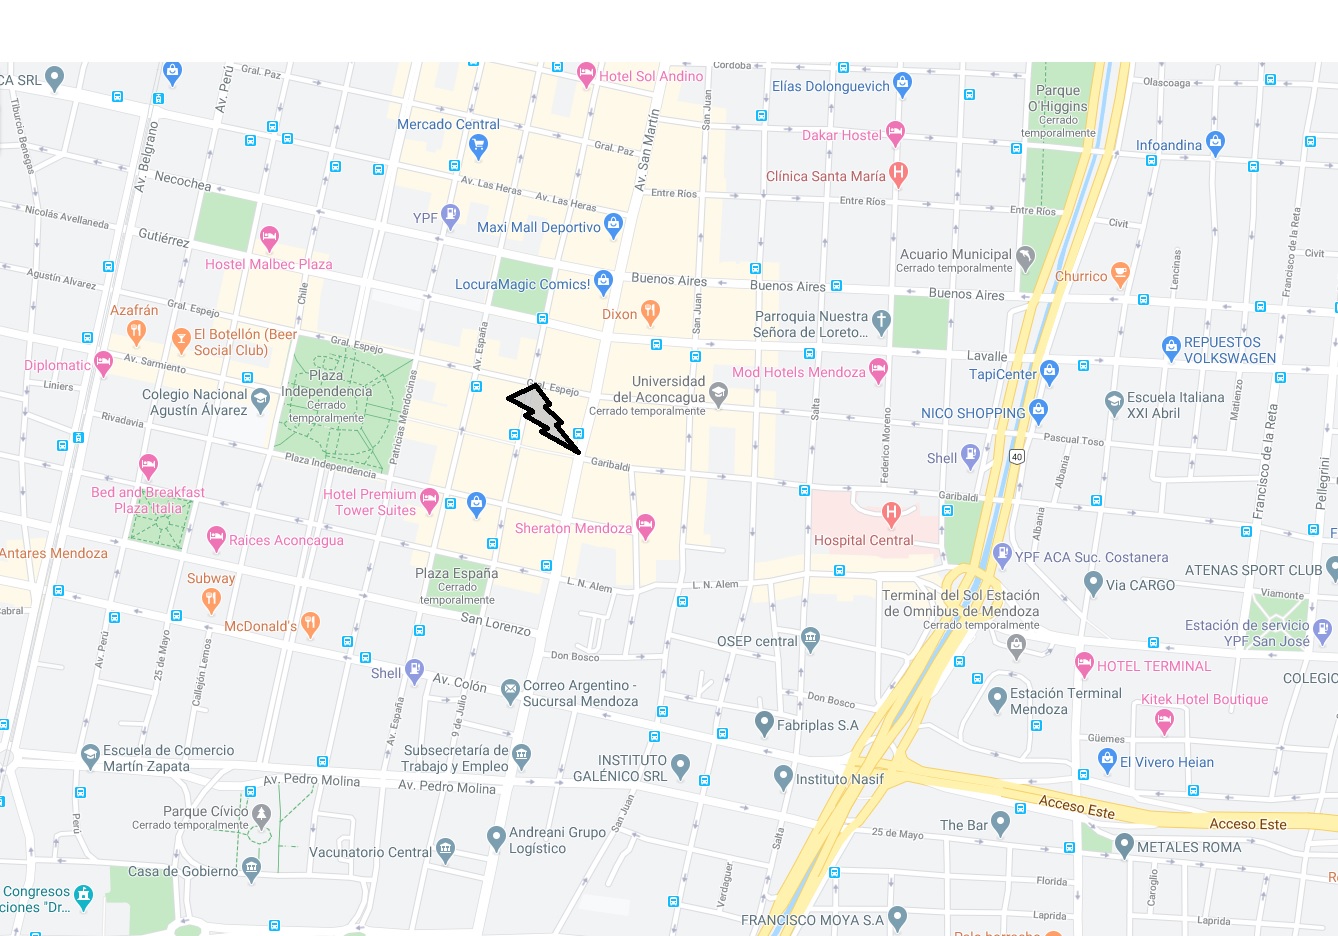 CA SRL
Gral. Paz
Av. Perú
Hotel Sol Andino
Córdoba
Elías Dolonguevich
Parque
O'Higgins
Cerrado
temporalmente
Olascoaga
Tiburcio Benegas
Av. Belgrano
Mercado Central
Av. San Martín
San Juan
Gral. Paz
Dakar Hostel
Infoandina
Clínica Santa María
Necochea
Av. Las Heras
Av. Las Heras
Entre Ríos
Entre Ríos
Entre Ríos
Nicolás Avellaneda
YPF
Maxi Mall Deportivo
Civit
Francisco de la Reta
Gutiérrez
Hostel Malbec Plaza
Acuario Municipal
Cerrado temporalmente
Lencinas
Civit
Churrico
Agustín Alvarez
Chile
LocuraMagic Comics!
Buenos Aires
Buenos Aires
Buenos Aires
Azafrán
Gral. Espejo
Dixon
San Juan
Parroquia Nuestra
Señora de Loreto...
El Botellón (Beer
Social Club)
Gral. Espejo
Av. España
REPUESTOS
VOLKSWAGEN
Lavalle
Diplomatic
Av. Sarmiento
Mod Hotels Mendoza
TapiCenter
Liniers
Plaza
Independencia
Cerrado
temporalmente
Colegio Nacional
Agustín Álvarez
Patricias Mendocinas
Gral. Espejo
Universidad
del Aconcagua
Cerrado temporalmente
Salta
Federico Moreno
NICO SHOPPING
Escuela Italiana
XXI Abril
Matienzo
Rivadavia
Pascual Toso
Plaza Independencia
Garibaldi
Shell
40
Albania
Francisco de la Reta
Pellegrini
Bed and Breakfast
Plaza Italia
Hotel Premium
Tower Suites
Garibaldi
Albania
Sheraton Mendoza
Hospital Central
Raices Aconcagua
Antares Mendoza
YPF ACA Suc. Costanera
Subway
Plaza España
Cerrado
temporalmente
L. N. Alem
L. N. Alem
Via CARGO
ATENAS SPORT CLUB
Viamonte
Terminal del Sol Estación
de Omnibus de Mendoza
Cerrado temporalmente
McDonald's
San Lorenzo
OSEP central
Estación de servicio
YPF San José
Av. Perú
25 de Mayo
Callejón Lemos
Don Bosco
HOTEL TERMINAL
COLEGIO
Shell
Av. Colón
Correo Argentino -
Sucursal Mendoza
Don Bosco
Estación Terminal
Mendoza
Kitek Hotel Boutique
Av. España
9 de Julio
Fabriplas S.A
Güemes
Escuela de Comercio
Martín Zapata
Subsecretaría de
Trabajo y Empleo
INSTITUTO
GALÉNICO SRL
Instituto Nasif
El Vivero Heian
Av. Pedro Molina
Av. Pedro Molina
Acceso Este
Acceso Este
Perú
Parque Cívico
Cerrado temporalmente
San Juan
Salta
25 de Mayo
The Bar
Andreani Grupo
Logístico
Vacunatorio Central
METALES ROMA
Casa de Gobierno
Verdaguer
Florida
Caroglio
Congresos
ciones "Dr...
FRANCISCO MOYA S.A
Laprida
Laprida